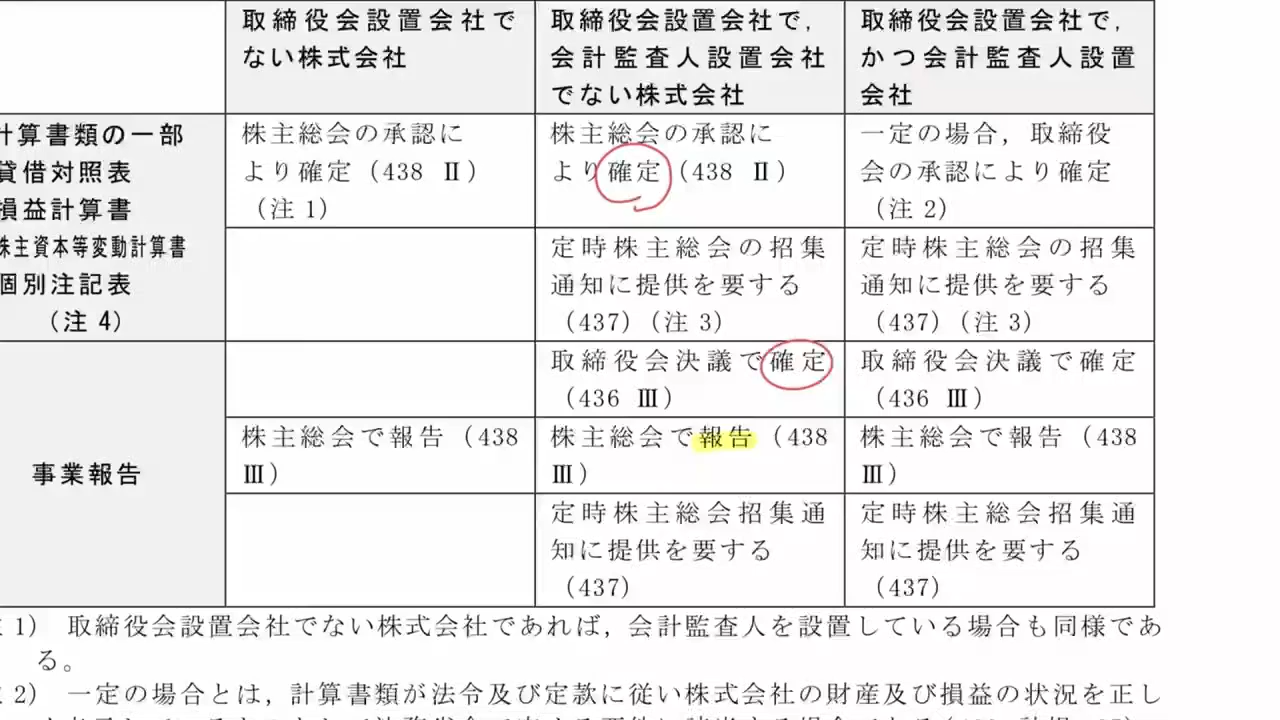 取締役会設置会社で
ない株式会社
取締役会設置会社で，
会計監査人設置会社
でない株式会社
取締役会設置会社で，
かつ会計監査人設置
会社
計算書類の一部
貸借対照表
損益計算書
株主資本等変動計算書
個別注記表
（注 4）
株主総会の承認に
より確定（438 Ⅱ）
（注 1）
株主総会の承認に
より確定（438 Ⅱ）
一定の場合，取締役
会の承認により確定
（注 2）
定時株主総会の招集
通知に提供を要する
（437）（注 3）
定時株主総会の招集
通知に提供を要する
（437）（注 3）
事業報告
取締役会決議で確定
（436 Ⅲ）
取締役会決議で確定
（436 Ⅲ）
株主総会で報告（438
Ⅲ）
株主総会で報告（438
Ⅲ）
株主総会で報告（438
Ⅲ）
定時株主総会招集通
知に提供を要する
（437）
定時株主総会招集通
知に提供を要する
（437）
1） 取締役会設置会社でない株式会社であれば，会計監査人を設置している場合も同様であ
る。
2） 一定の場合とは，計算書類が法令及び定款に従い株式会社の財産及び損益の状況を正し